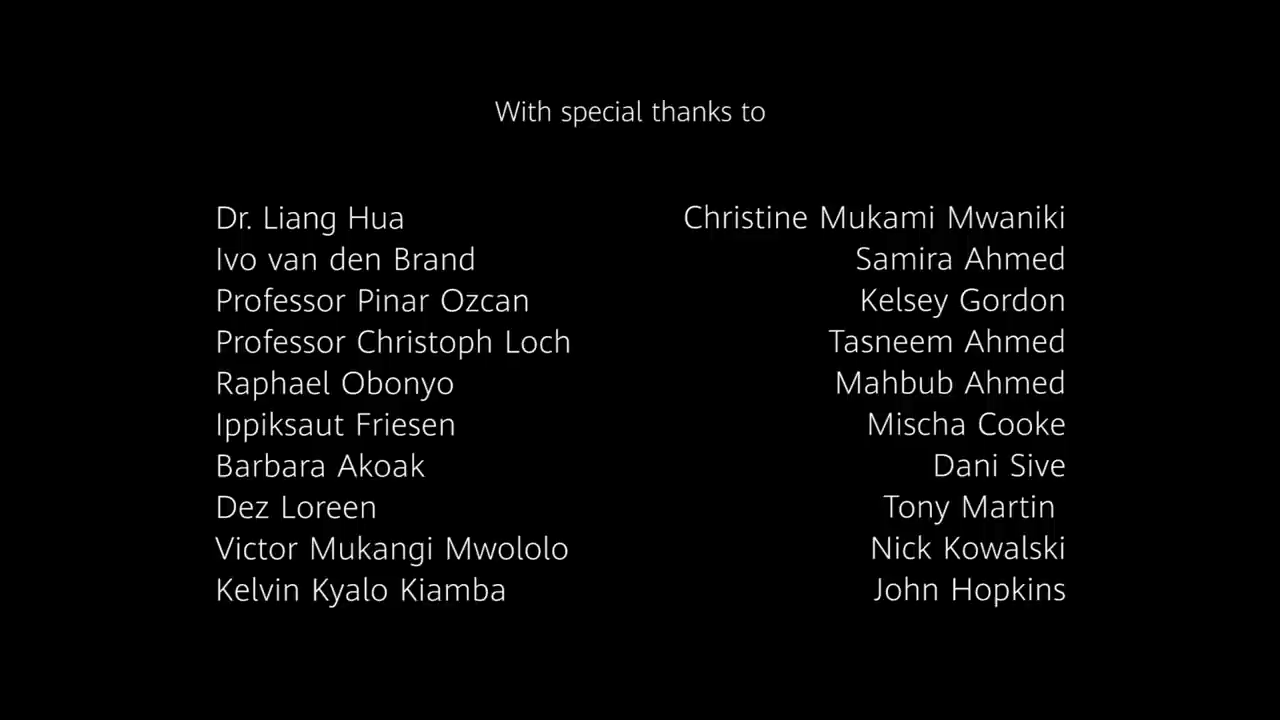 With special thanks to
Dr. Liang Hua
Ivo van den Brand
Professor Pinar Ozcan
Professor Christoph Loch
Raphael Obonyo
Ippiksaut Friesen
Barbara Akoak
Dez Loreen
Victor Mukangi Mwololo
Kelvin Kyalo Kiamba
Christine Mukami Mwaniki
Samira Ahmed
Kelsey Gordon
Tasneem Ahmed
Mahbub Ahmed
Mischa Cooke
Dani Sive
Tony Martin
Nick Kowalski
John Hopkins